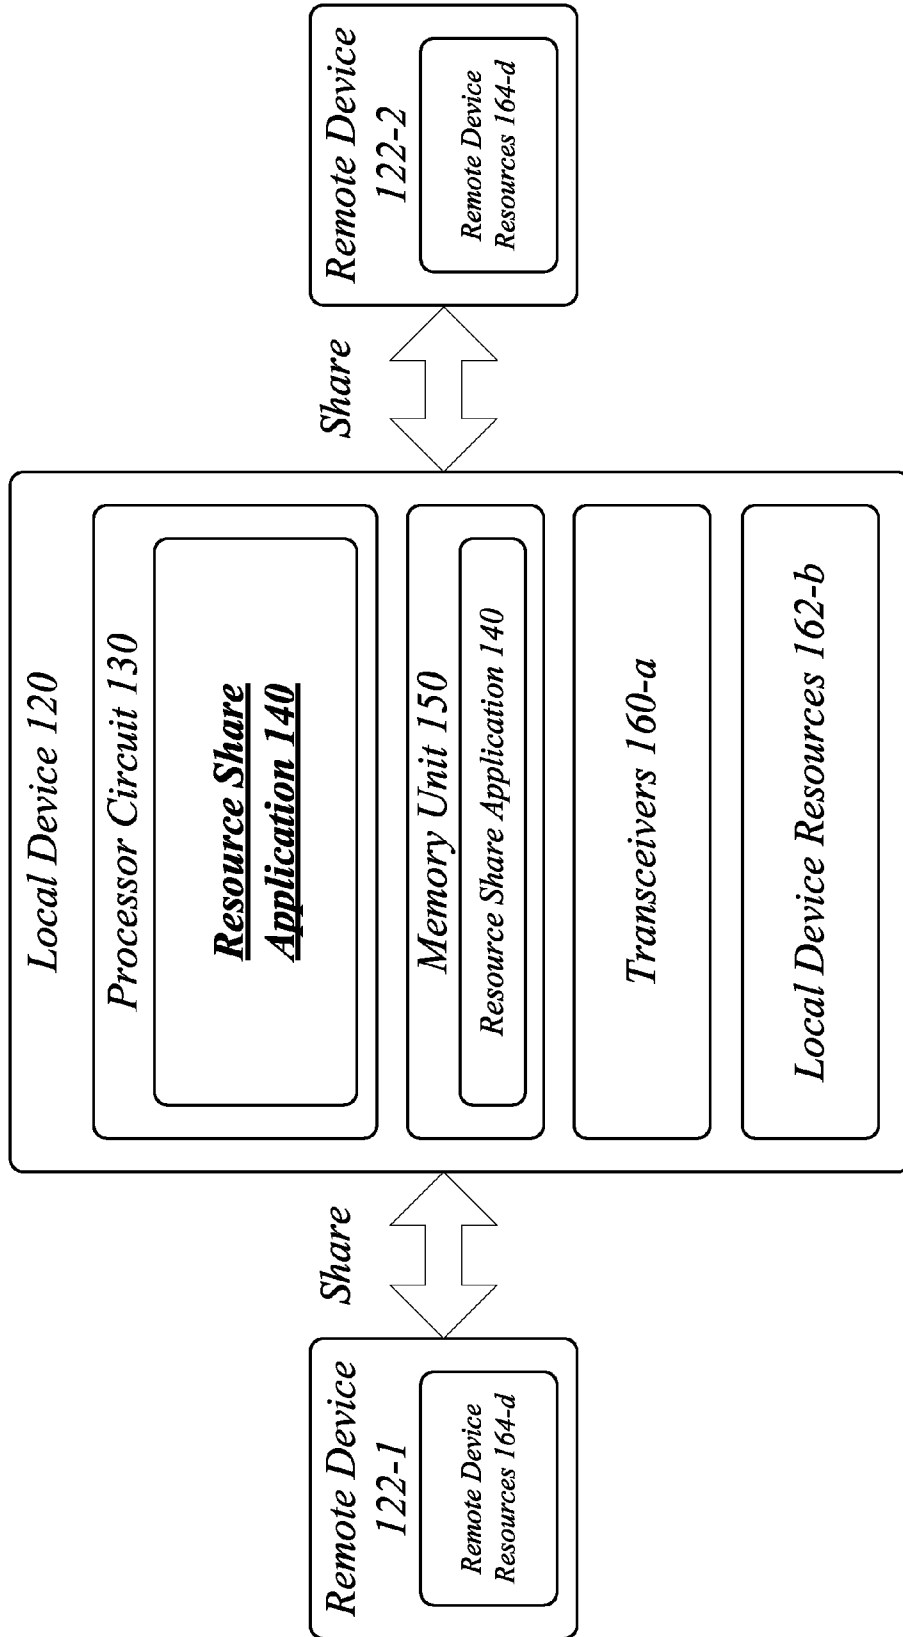 Remote Device
122-1
Remote Device
Resources 164-d
Share
Local Device 120
Processor Circuit 130
Resource Share
Application 140
Memory Unit 150
Resource Share Application 140
Transceivers 160-a
Local Device Resources 162-b
Share
Remote Device
122-2
Remote Device
Resources 164-d